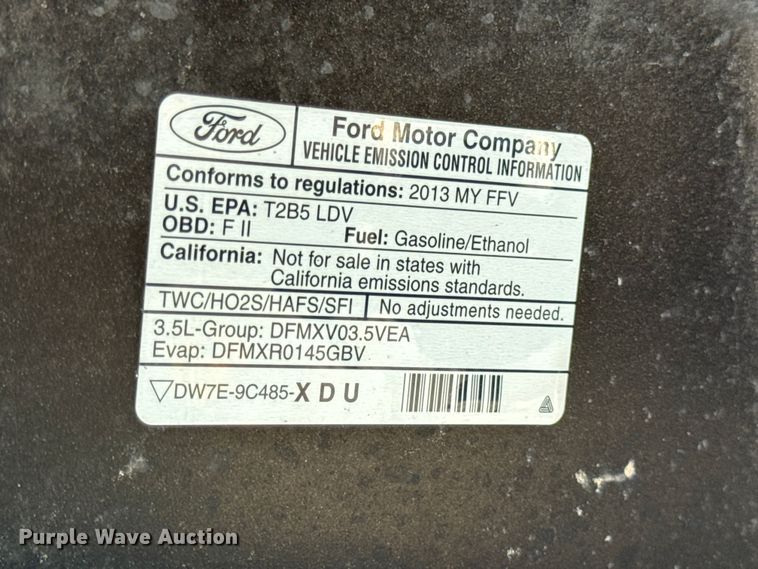 Ford
Ford Motor Company
VEHICLE EMISSION CONTROL INFORMATION
Conforms to regulations: 2013 MY FFV
U.S. EPA: T2B5 LDV
OBD: F II Fuel: Gasoline/Ethanol
California: Not for sale in states with
California emissions standards.
TWC/HO2S/HAFS/SFI No adjustments needed.
3.5L-Group: DFMXV03.5VEA
Evap: DFMXR0145GBV
DW7E-9C485-XDU
Purple Wave Auction